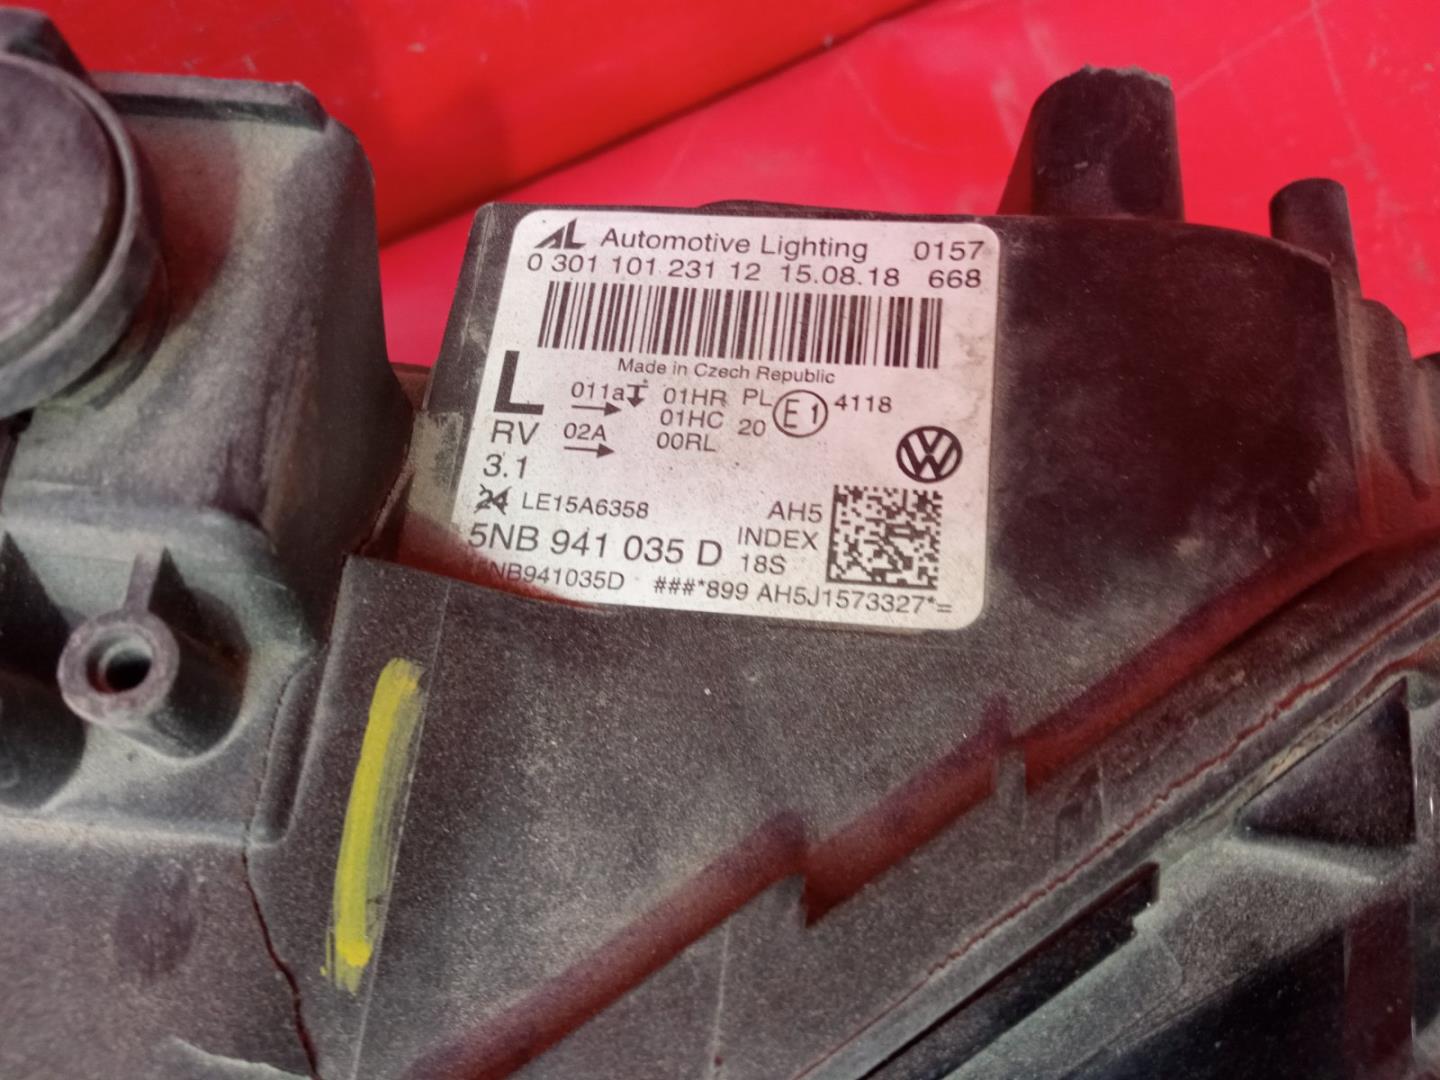 AL Automotive Lighting 0157
0 301 101 231 12 15.08.18 668
Made in Czech Republic
L 011a 01HR PL E1 4118
01HC 20
RV 02A 00RL
3.1
24 LE15A6358 AH5
5NB 941 035 D INDEX
18S
NB941035D ###*899 AH5J1573327*=